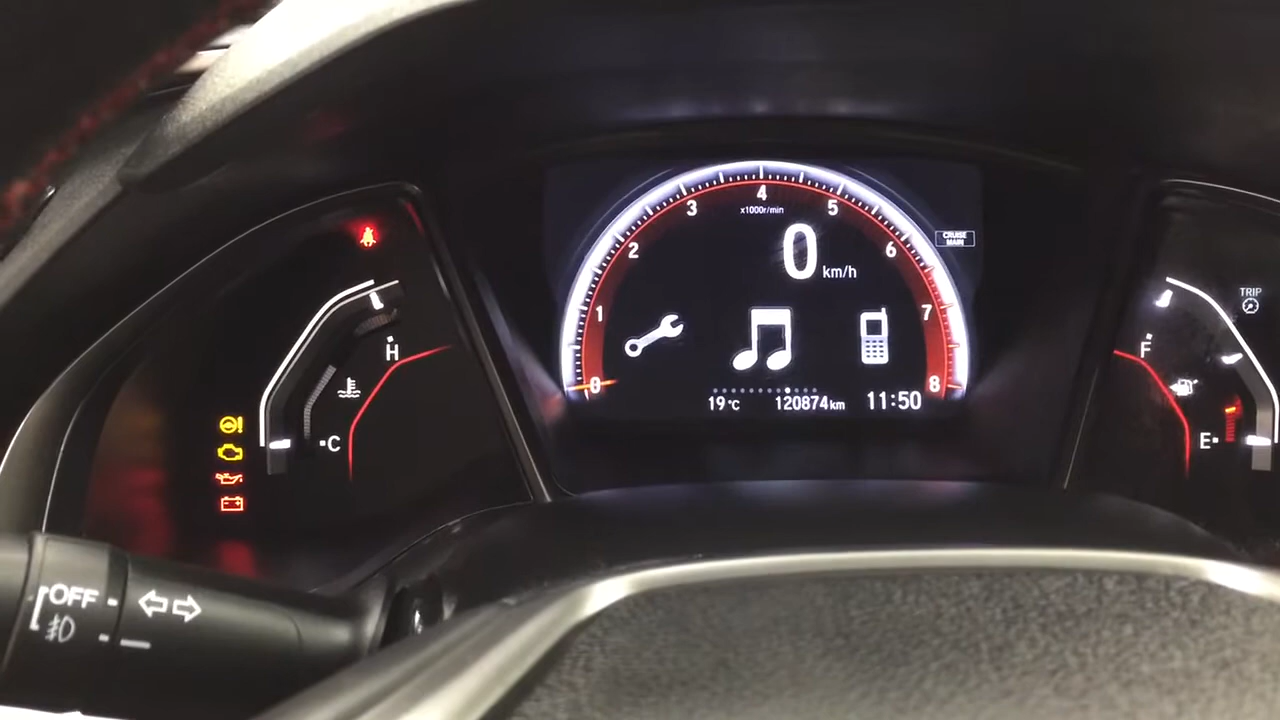 H
C
OFF
4
3
5
x1000r/min
2
6
0
km/h
1
7
0
8
19°C
120874km
11:50
CRUISE
MAIN
TRIP
F
E